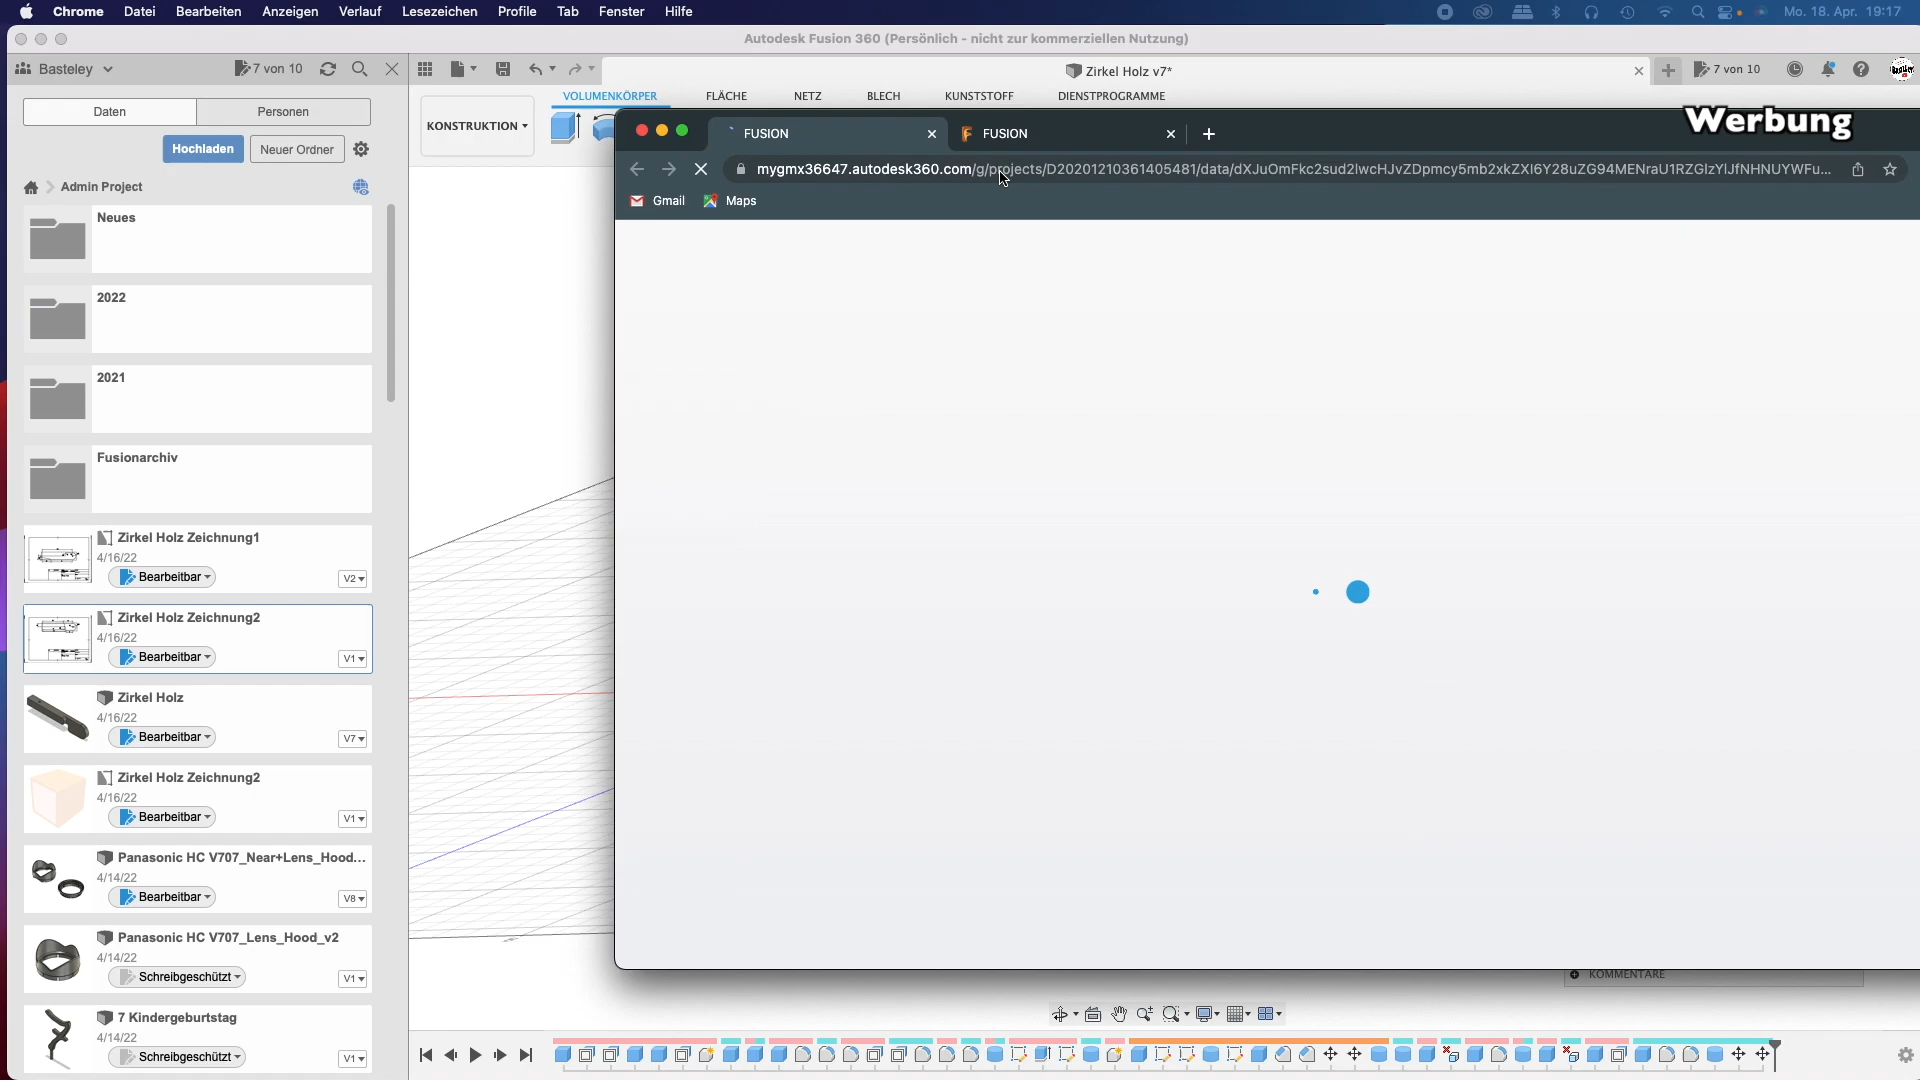 Chrome Datei Bearbeiten Anzeigen Verlauf Lesezeichen Profile Tab Fenster Hilfe Mo. 18. Apr. 19:17
Autodesk Fusion 360 (Persönlich - nicht zur kommerziellen Nutzung)
Basteley 7 von 10 Zirkel Holz v7* 7 von 10
VOLUMENKÖRPER FLÄCHE NETZ BLECH KUNSTSTOFF DIENSTPROGRAMME
Daten Personen
KONSTRUKTION
Werbung
FUSION FUSION
Hochladen Neuer Ordner
mygmx36647.autodesk360.com/g/projects/D20201210361405481/data/dXJuOmFkc2sud2lwcHJvZDpmcy5mb2xkZXI6Y28uZG94MENraU1RZGlzYlJfNHNUYWFu...
Admin Project
Gmail Maps
Neues
2022
2021
Fusionarchiv
Zirkel Holz Zeichnung1
4/16/22
Bearbeitbar V2
Zirkel Holz Zeichnung2
4/16/22
Bearbeitbar V1
Zirkel Holz
4/16/22
Bearbeitbar V7
Zirkel Holz Zeichnung2
4/16/22
Bearbeitbar V1
Panasonic HC V707_Near+Lens_Hood...
4/14/22
Bearbeitbar V8
Panasonic HC V707_Lens_Hood_v2
4/14/22
Schreibgeschützt V1
KOMMENTARE
7 Kindergeburtstag
4/14/22
Schreibgeschützt V1